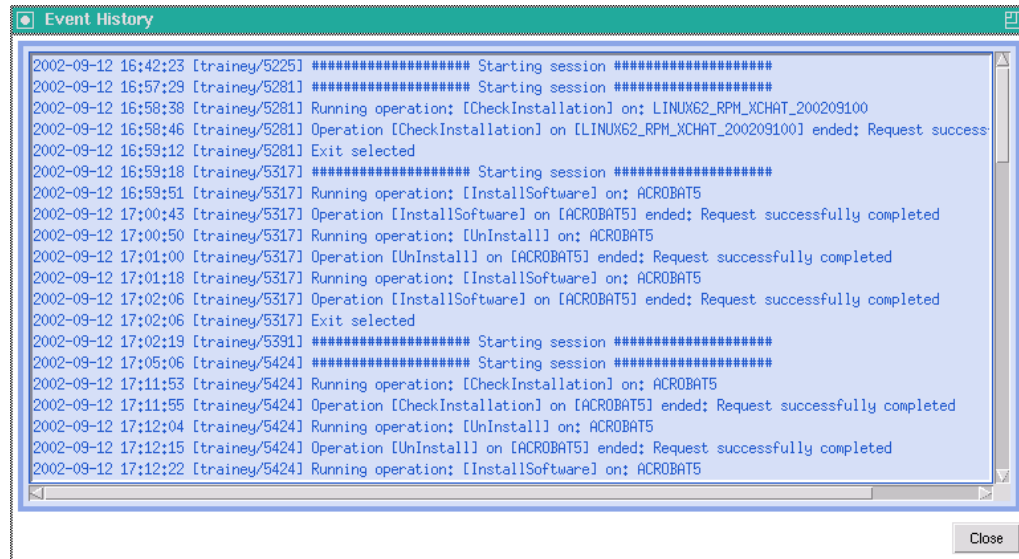 Event History
2002-09-12 16:42:23 [trainey/5225] #################### Starting session ####################
2002-09-12 16:57:29 [trainey/5281] #################### Starting session ####################
2002-09-12 16:58:38 [trainey/5281] Running operation: [CheckInstallation] on: LINUX62_RPM_XCHAT_200209100
2002-09-12 16:58:46 [trainey/5281] Operation [CheckInstallation] on [LINUX62_RPM_XCHAT_200209100] ended: Request success
2002-09-12 16:59:12 [trainey/5281] Exit selected
2002-09-12 16:59:18 [trainey/5317] #################### Starting session ####################
2002-09-12 16:59:51 [trainey/5317] Running operation: [InstallSoftware] on: ACROBAT5
2002-09-12 17:00:43 [trainey/5317] Operation [InstallSoftware] on [ACROBAT5] ended: Request successfully completed
2002-09-12 17:00:50 [trainey/5317] Running operation: [UnInstall] on: ACROBAT5
2002-09-12 17:01:00 [trainey/5317] Operation [UnInstall] on [ACROBAT5] ended: Request successfully completed
2002-09-12 17:01:18 [trainey/5317] Running operation: [InstallSoftware] on: ACROBAT5
2002-09-12 17:02:06 [trainey/5317] Operation [InstallSoftware] on [ACROBAT5] ended: Request successfully completed
2002-09-12 17:02:06 [trainey/5317] Exit selected
2002-09-12 17:02:19 [trainey/5391] #################### Starting session ####################
2002-09-12 17:05:06 [trainey/5424] #################### Starting session ####################
2002-09-12 17:11:53 [trainey/5424] Running operation: [CheckInstallation] on: ACROBAT5
2002-09-12 17:11:55 [trainey/5424] Operation [CheckInstallation] on [ACROBAT5] ended: Request successfully completed
2002-09-12 17:12:04 [trainey/5424] Running operation: [UnInstall] on: ACROBAT5
2002-09-12 17:12:15 [trainey/5424] Operation [UnInstall] on [ACROBAT5] ended: Request successfully completed
2002-09-12 17:12:22 [trainey/5424] Running operation: [InstallSoftware] on: ACROBAT5
Close